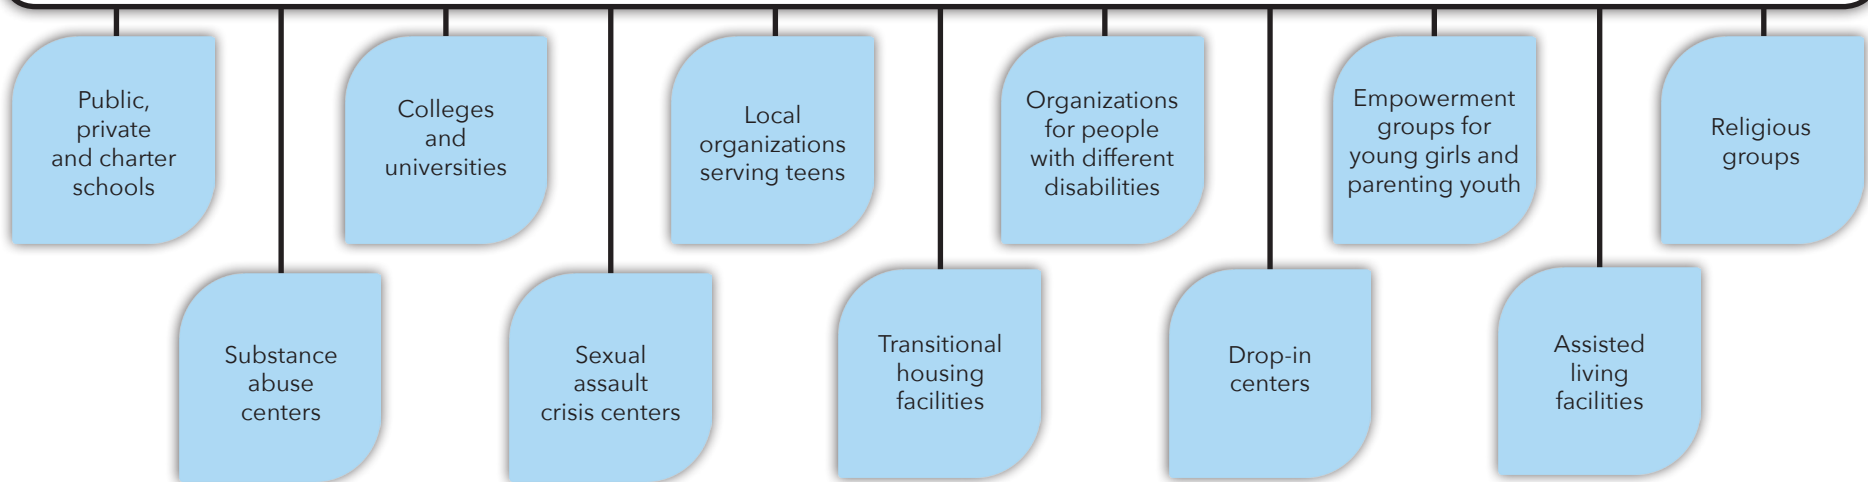 Public,
private
and charter
schools
Colleges
and
universities
Local
organizations
serving teens
Organizations
for people
with different
disabilities
Empowerment
groups for
young girls and
parenting youth
Religious
groups
Substance
abuse
centers
Sexual
assault
crisis centers
Transitional
housing
facilities
Drop-in
centers
Assisted
living
facilities